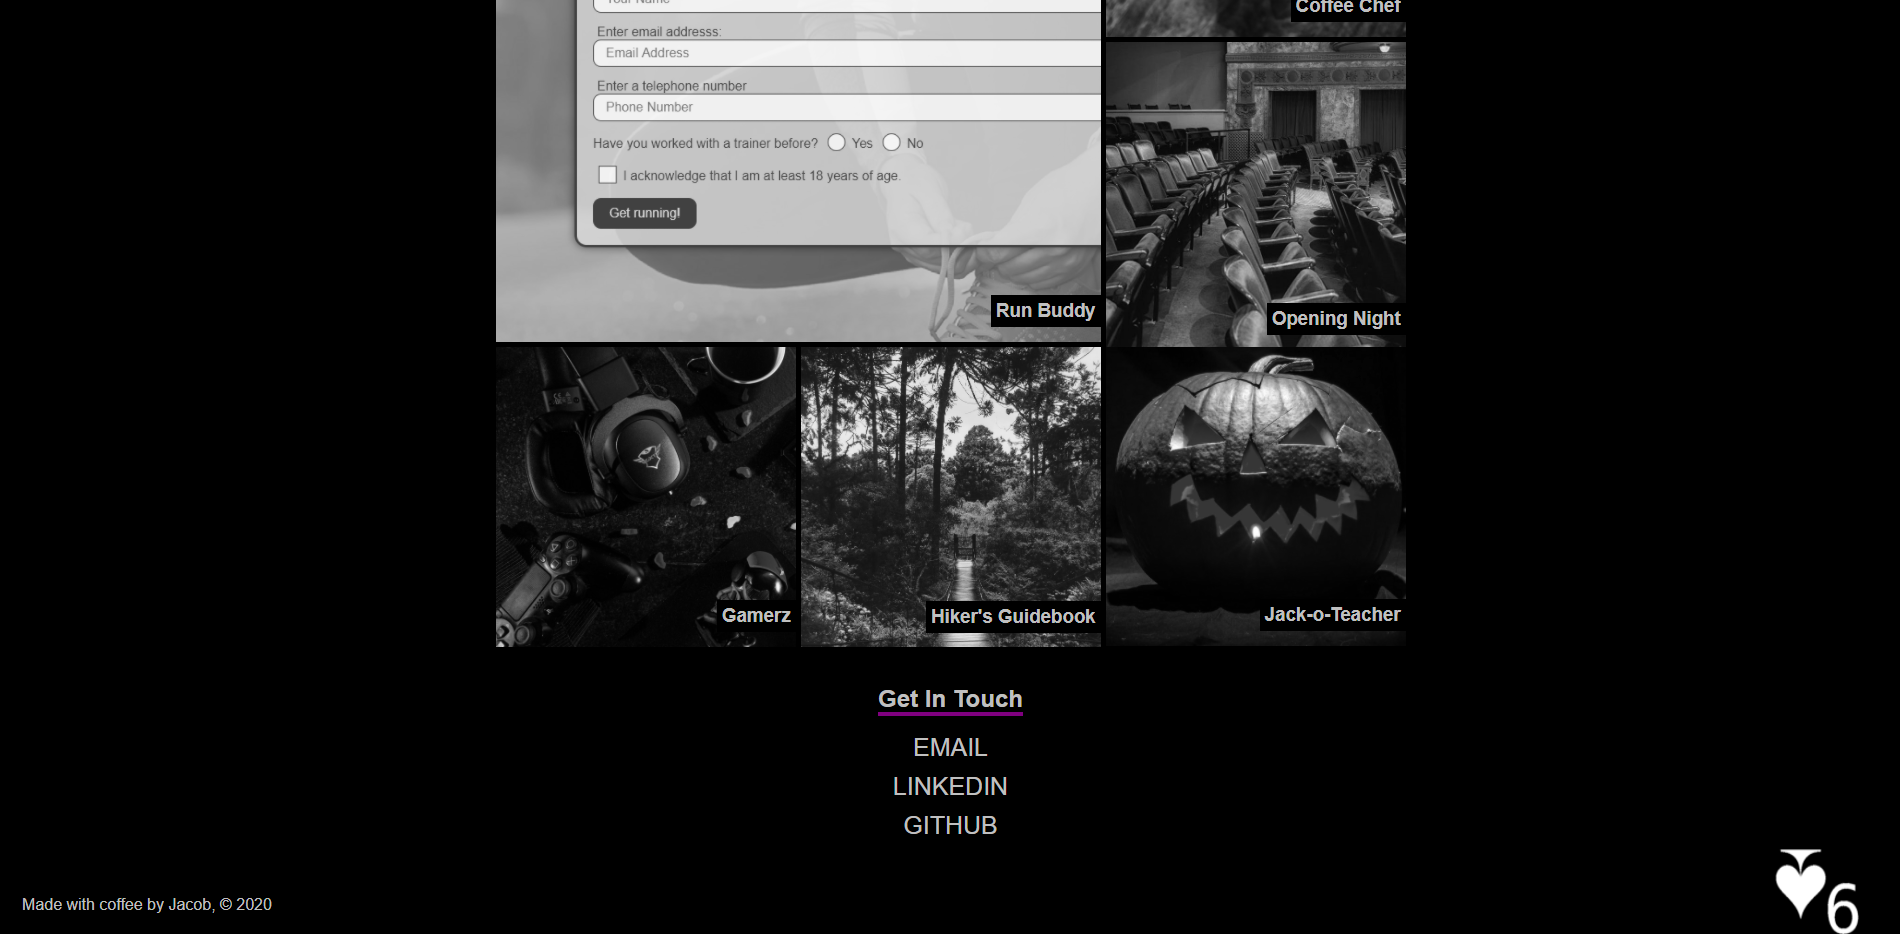 Your Name
Coffee Chef
Enter email addresss:
Email Address
Enter a telephone number
Phone Number
Have you worked with a trainer before? Yes No
I acknowledge that I am at least 18 years of age.
Get running!
Run Buddy
Opening Night
Gamerz
Hiker's Guidebook
Jack-o-Teacher
Get In Touch
EMAIL
LINKEDIN
GITHUB
Made with coffee by Jacob, © 2020
6